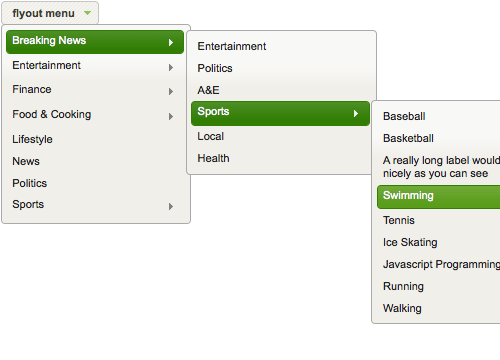 flyout menu
Breaking News
Entertainment
Finance
Food & Cooking
Lifestyle
News
Politics
Sports
Entertainment
Politics
A&E
Sports
Local
Health
Baseball
Basketball
A really long label would
nicely as you can see
Swimming
Tennis
Ice Skating
Javascript Programming
Running
Walking